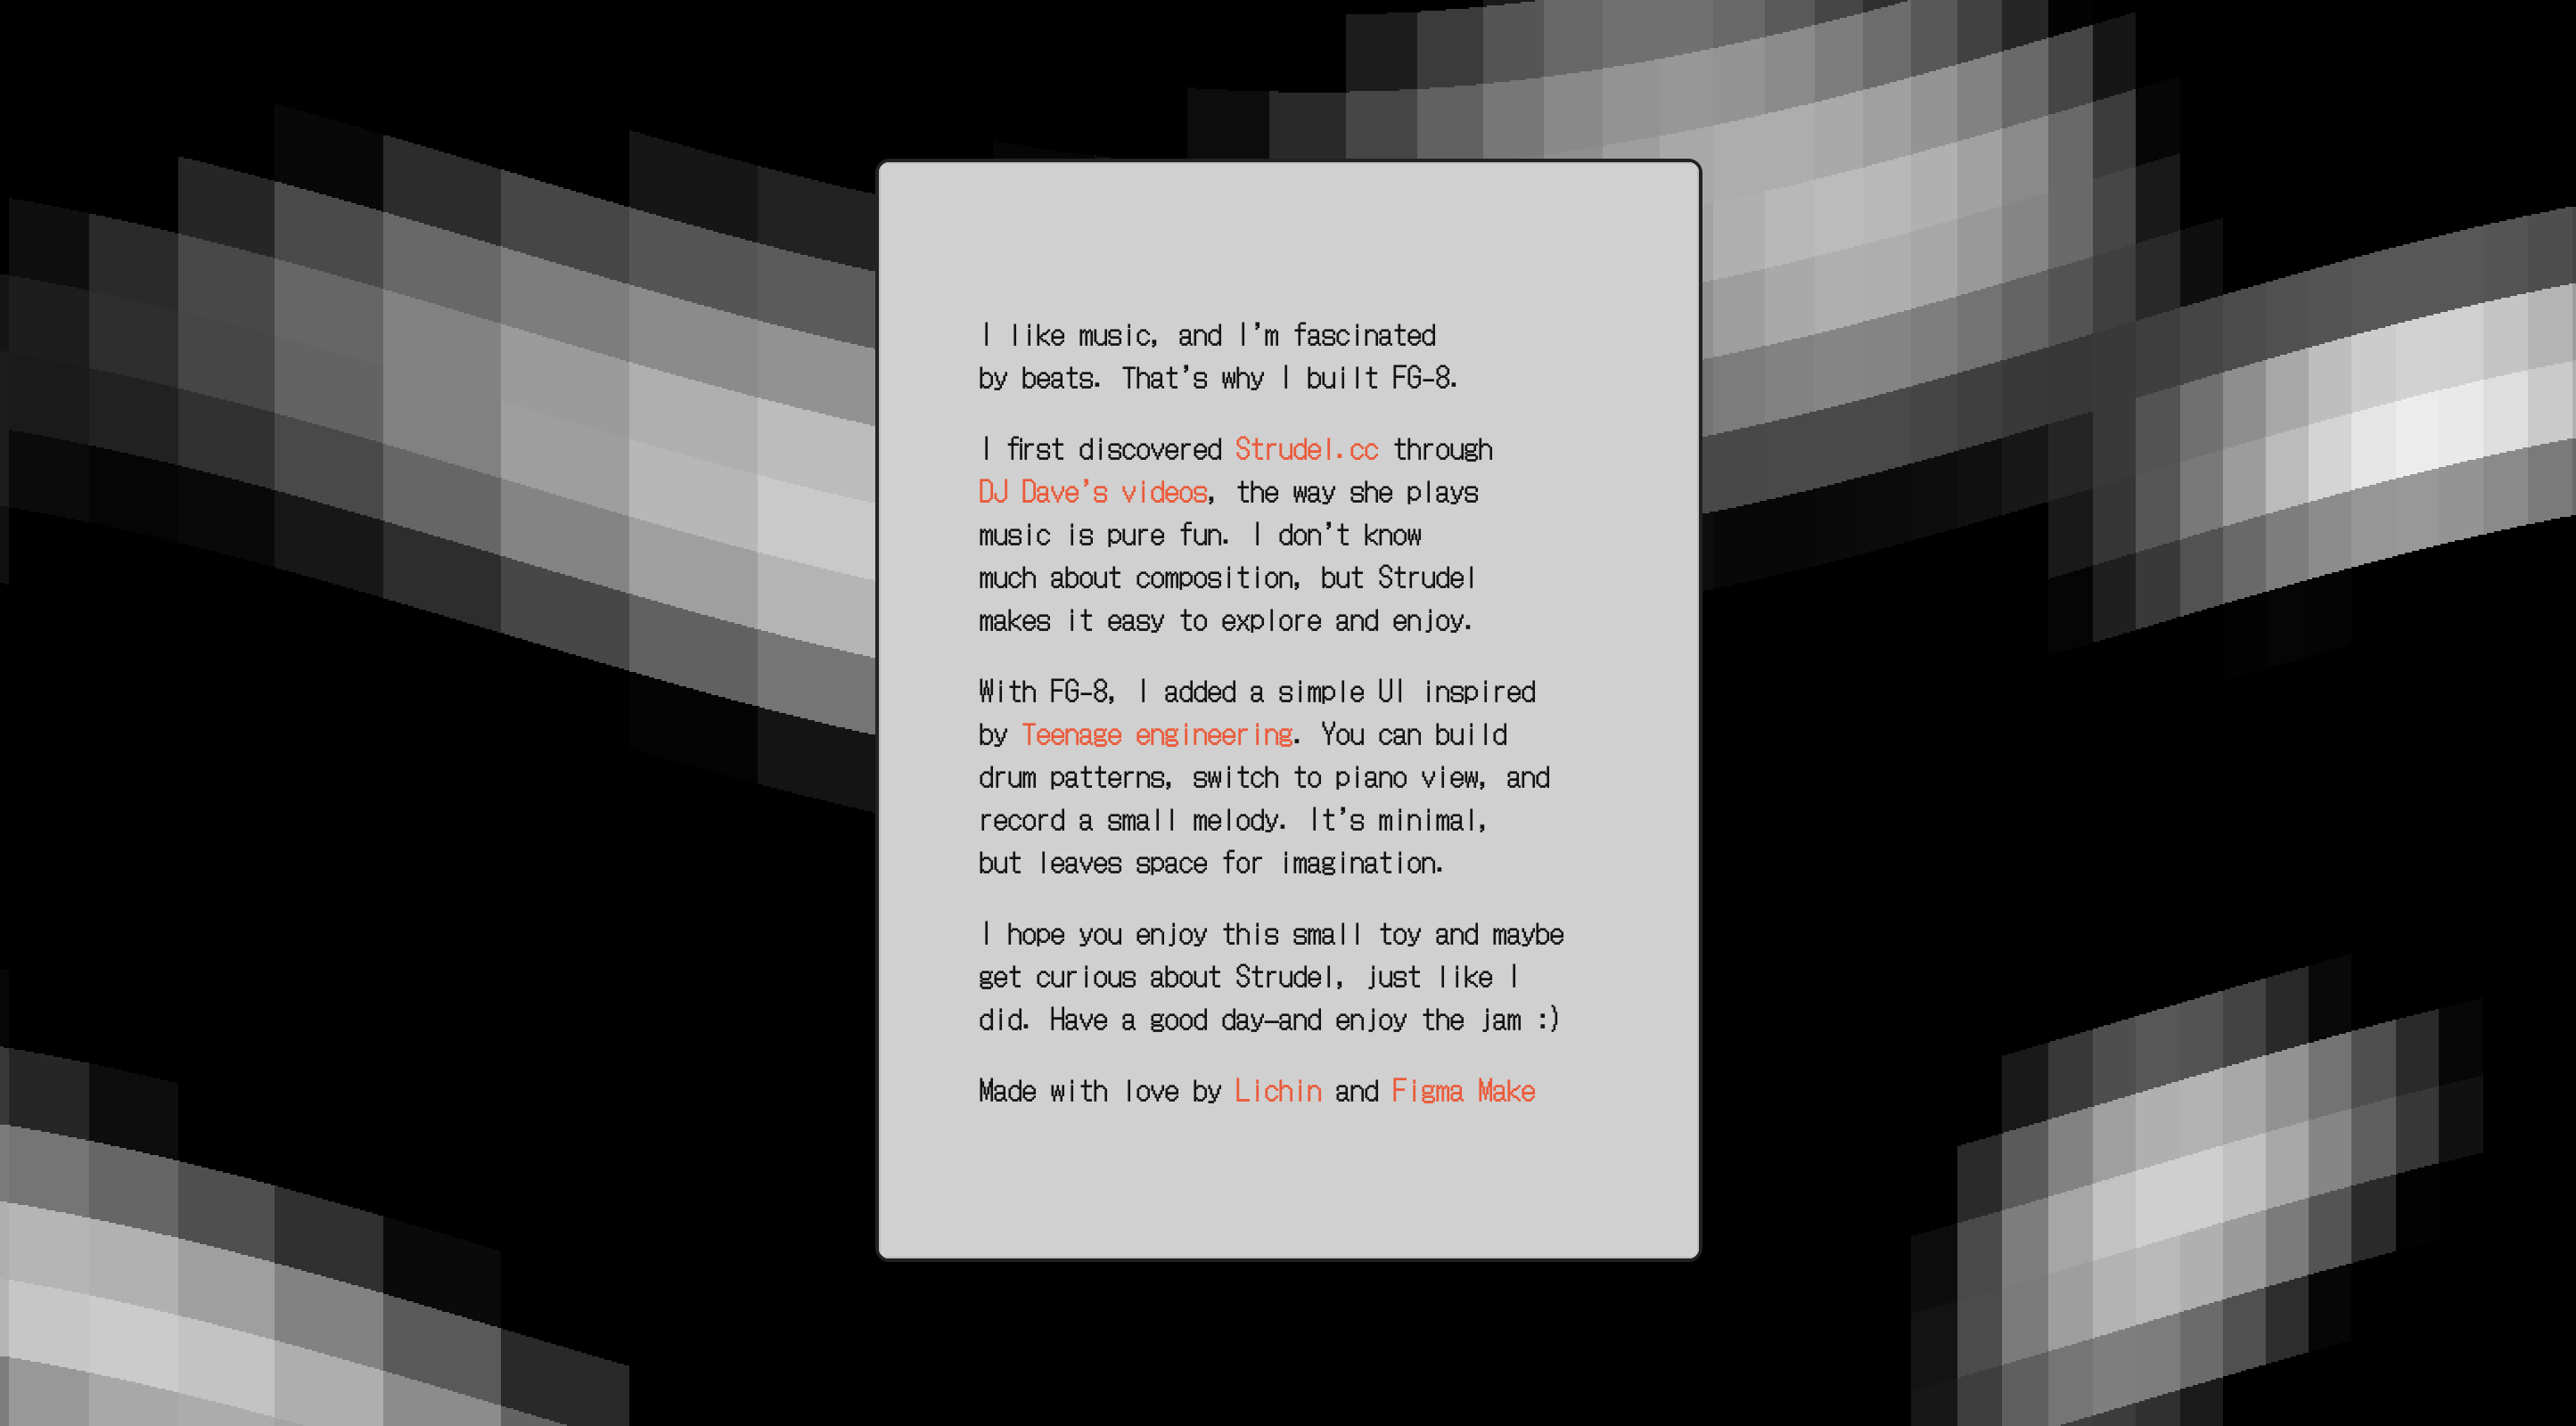 I like music, and I’m fascinated
by beats. That’s why I built FG-8.
I first discovered Strudel.cc through
DJ Dave’s videos, the way she plays
music is pure fun. I don’t know
much about composition, but Strudel
makes it easy to explore and enjoy.
With FG-8, I added a simple UI inspired
by Teenage engineering. You can build
drum patterns, switch to piano view, and
record a small melody. It’s minimal,
but leaves space for imagination.
I hope you enjoy this small toy and maybe
get curious about Strudel, just like I
did. Have a good day—and enjoy the jam :)
Made with love by Lichin and Figma Make